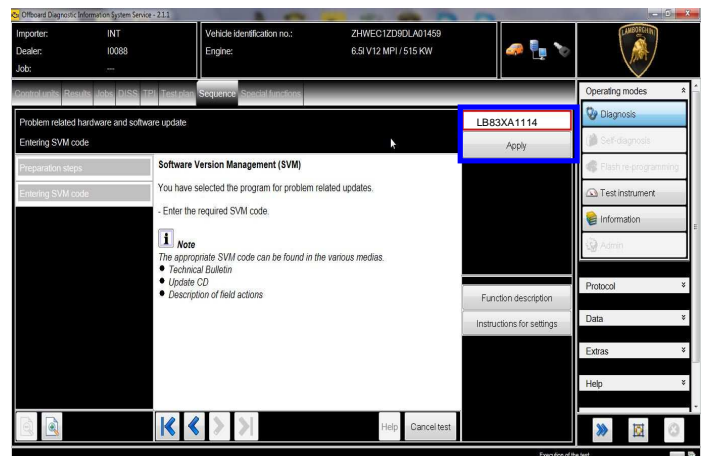 Offboard Diagnostic Information System Service - 2.1.1
Importer: INT
Dealer: I0088
Job: ---
Vehicle identification no.: ZHWEC1ZD9DLA01459
Engine: 6.5l V12 MPI / 515 KW
LAMBORGHINI
Control units Results Jobs DISS TPI Test plan Sequence Special functions
Problem related hardware and software update
Entering SVM code
LB83XA1114
Apply
Preparation steps
Entering SVM code
Software Version Management (SVM)
You have selected the program for problem related updates.
- Enter the required SVM code.
i Note
The appropriate SVM code can be found in the various medias.
● Technical Bulletin
● Update CD
● Description of field actions
Function description
Instructions for settings
Help
Cancel test
Operating modes
Diagnosis
Self-diagnosis
Flash re-programming
Test instrument
Information
Admin
Protocol
Data
Extras
Help
Execution of the test